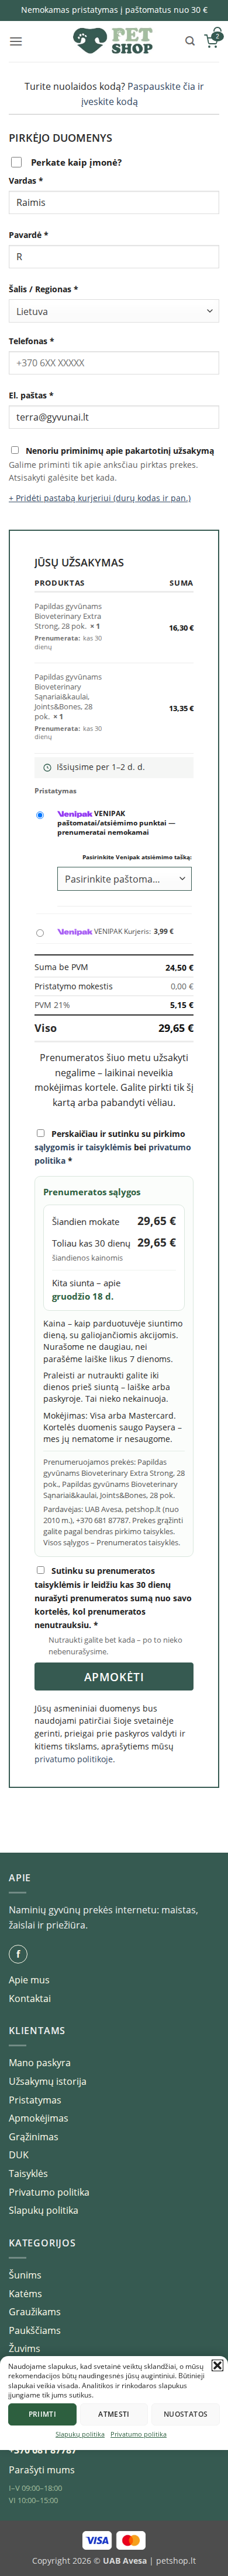 Nemokamas pristatymas į paštomatus nuo 30 €
PET
SHOP
2
Turite nuolaidos kodą? Paspauskite čia ir
įveskite kodą
PIRKĖJO DUOMENYS
Perkate kaip įmonė?
Vardas *
Raimis
Pavardė *
R
Šalis / Regionas *
Lietuva
Telefonas *
+370 6XX XXXXX
El. paštas *
terra@gyvunai.lt
Noreniu priminimų apie pakartotinį užsakymą
Galime priminti tik apie anksčiau pirktas prekes.
Atsisakyti galėsite bet kada.
+ Pridėti pastabą kurjeriui (durų kodas ir pan.)
JŪSŲ UŽSAKYMAS
PRODUKTAS SUMA
Papildas gyvūnams
Bioveterinary Extra
Strong, 28 pok. × 1
16,30 €
Prenumerata: kas 30
dienų
Papildas gyvūnams
Bioveterinary
Sąnariai&kaulai,
Joints&Bones, 28
pok. × 1
13,35 €
Prenumerata: kas 30
dienų
Išsiųsime per 1–2 d. d.
Pristatymas
Venipak VENIPAK
paštomatai/atsiėmimo punktai —
prenumeratai nemokamai
Pasirinkite Venipak atsiėmimo tašką:
Pasirinkite paštoma...
Venipak VENIPAK Kurjeris: 3,99 €
Suma be PVM 24,50 €
Pristatymo mokestis 0,00 €
PVM 21% 5,15 €
Viso 29,65 €
Prenumeratos šiuo metu užsakyti
negalime – laikinai neveikia
mokėjimas kortele. Galite pirkti tik šį
kartą arba pabandyti vėliau.
Perskaičiau ir sutinku su pirkimo
sąlygomis ir taisyklėmis bei privatumo
politika *
Prenumeratos sąlygos
Šiandien mokate 29,65 €
Toliau kas 30 dienų 29,65 €
šiandienos kainomis
Kita siunta – apie
gruodžio 18 d.
Kaina – kaip parduotuvėje siuntimo
dieną, su galiojančiomis akcijomis.
Nurašome ne daugiau, nei
parašėme laiške likus 7 dienoms.
Praleisti ar nutraukti galite iki
dienos prieš siuntą – laiške arba
paskyroje. Tai nieko nekainuoja.
Mokėjimas: Visa arba Mastercard.
Kortelės duomenis saugo Paysera –
mes jų nematome ir nesaugome.
Prenumeruojamos prekės: Papildas
gyvūnams Bioveterinary Extra Strong, 28
pok., Papildas gyvūnams Bioveterinary
Sąnariai&kaulai, Joints&Bones, 28 pok.
Pardavėjas: UAB Avesa, petshop.lt (nuo
2010 m.), +370 681 87787. Prekes grąžinti
galite pagal bendras pirkimo taisykles.
Visos sąlygos – Prenumeratos taisyklės.
Sutinku su prenumeratos
taisyklėmis ir leidžiu kas 30 dienų
nurašyti prenumeratos sumą nuo savo
kortelės, kol prenumeratos
nenutrauksiu. *
Nutraukti galite bet kada – po to nieko
nebenurašysime.
APMOKĖTI
Jūsų asmeniniai duomenys bus
naudojami patirčiai šioje svetainėje
gerinti, prieigai prie paskyros valdyti ir
kitiems tikslams, aprašytiems mūsų
privatumo politikoje.
APIE
Naminių gyvūnų prekės internetu: maistas,
žaislai ir priežiūra.
f
Apie mus
Kontaktai
KLIENTAMS
Mano paskyra
Užsakymų istorija
Pristatymas
Apmokėjimas
Grąžinimas
DUK
Taisyklės
Privatumo politika
Slapukų politika
KATEGORIJOS
Šunims
Katėms
Graužikams
Paukščiams
Žuvims
Naudojame slapukus, kad svetainė veiktų sklandžiai, o mūsų
rekomendacijos būtų naudingos jums ir jūsų augintiniui. Būtinieji
slapukai veikia visada. Analitikos ir rinkodaros slapukus
įjungiame tik jums sutikus.
PRIIMTI ATMESTI NUOSTATOS
Slapukų politika Privatumo politika
+370 681 87787
Parašyti mums
I–V 09:00–18:00
VI 10:00–15:00
VISA mastercard
Copyright 2026 © UAB Avesa | petshop.lt